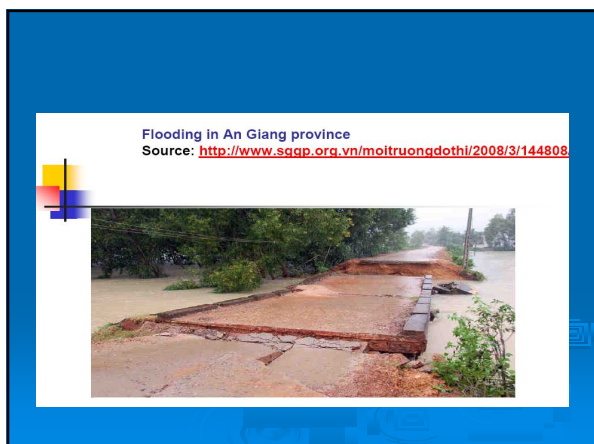 Flooding in An Giang province
Source: http://www.sggp.org.vn/moitruongdothi/2008/3/144808/